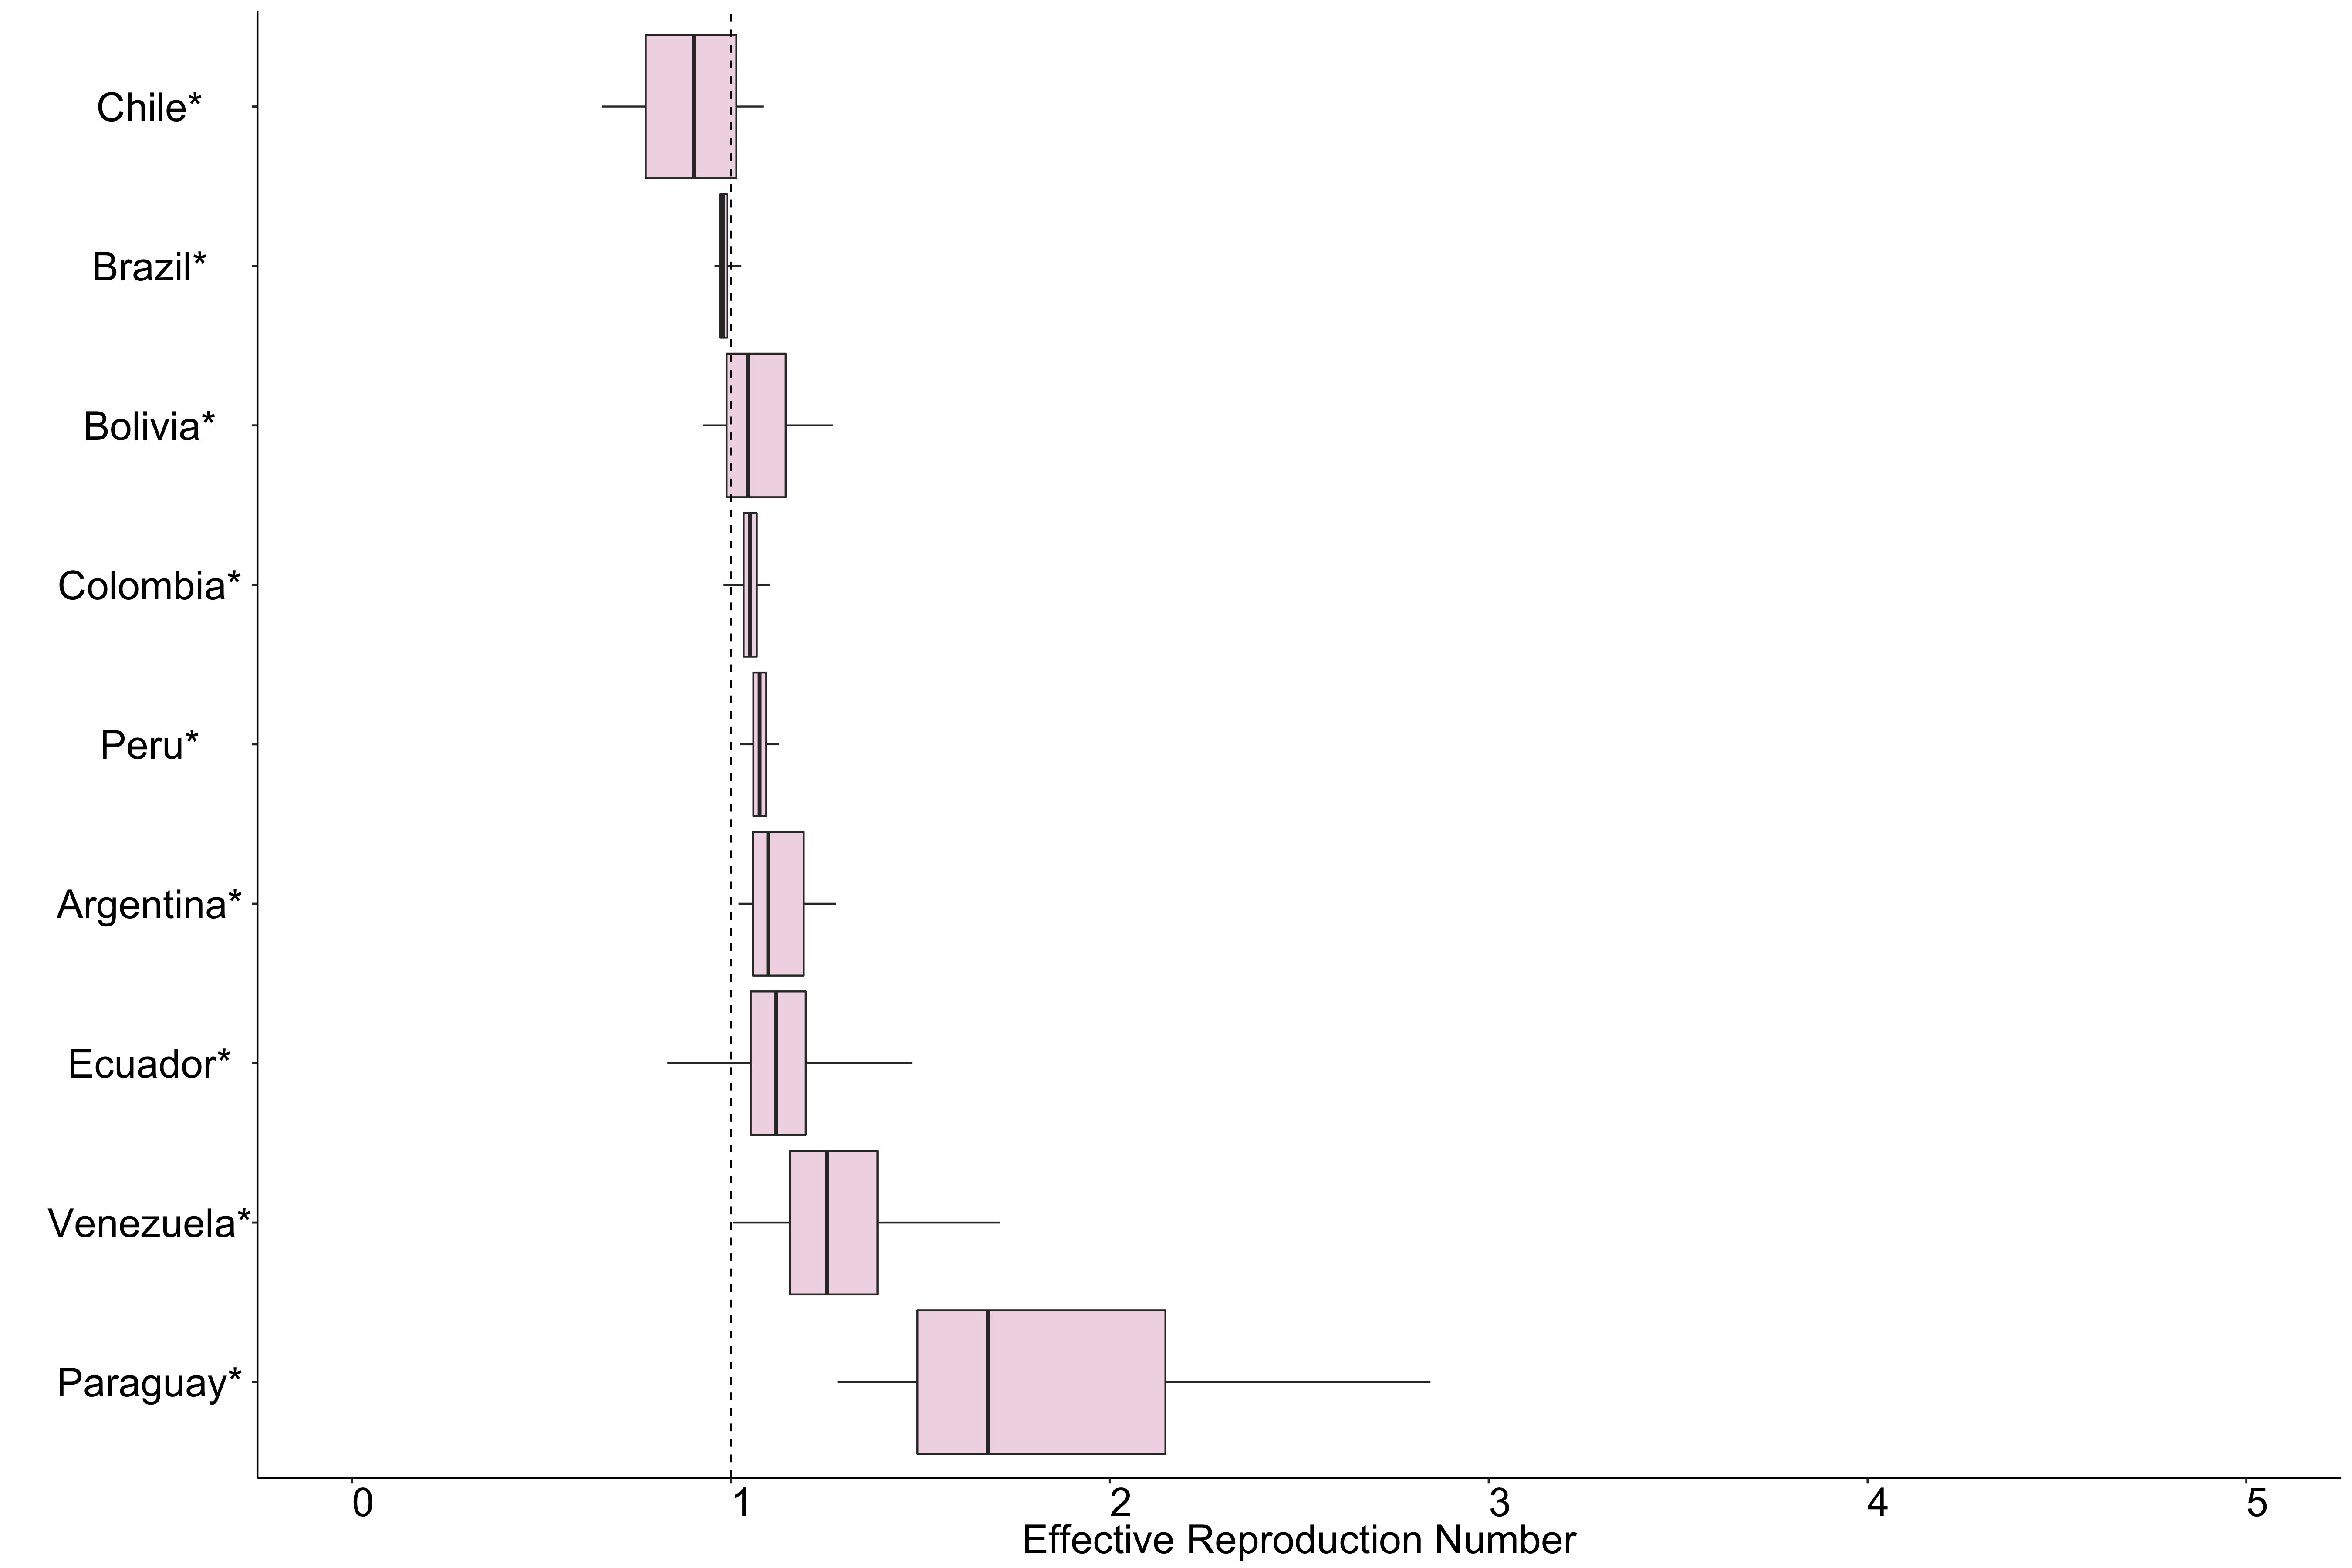 Chile*
Brazil*
Bolivia*
Colombia*
Peru*
Argentina*
Ecuador*
Venezuela*
Paraguay*
0 1 2 3 4 5
Effective Reproduction Number